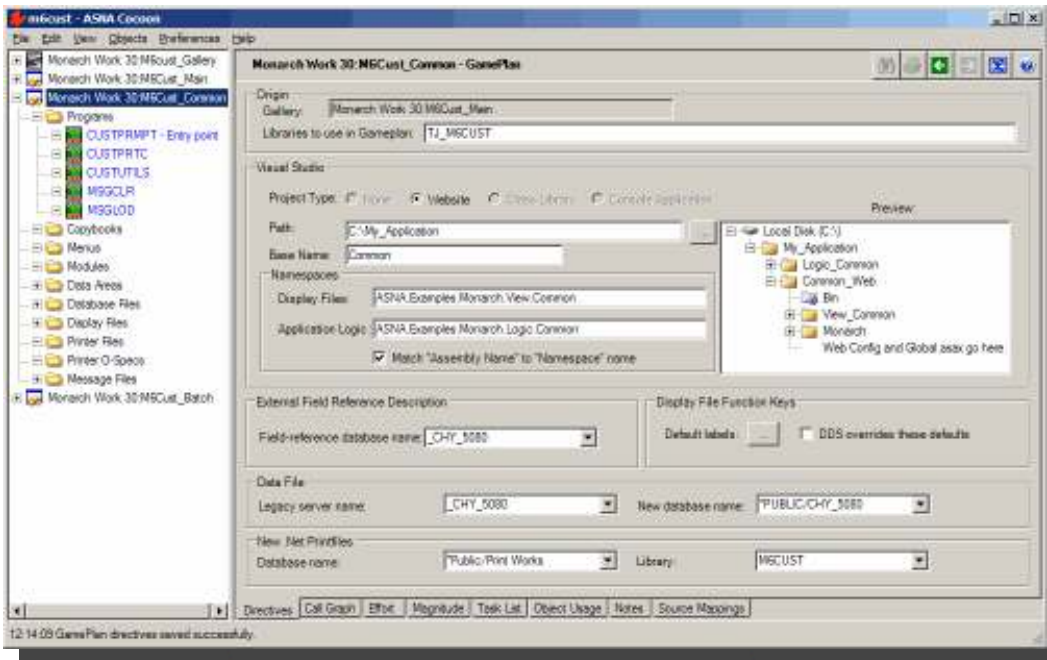 m6cust - ASNA Cocoon
File Edit View Objects Preferences Help
Monarch Work 30:M6Cust_Gallery
Monarch Work 30:M6Cust_Main
Monarch Work 30:M6Cust_Common
Programs
CUSTPRMPT - Entry point
CUSTPRTC
CUSTUTILS
MSGCLR
MSGLOD
Copybooks
Menus
Modules
Data Areas
Database Files
Display Files
Printer Files
Printer O-Specs
Message Files
Monarch Work 30:M6Cust_Batch
Monarch Work 30:M6Cust_Common - GamePlan
Origin
Gallery: Monarch Work 30:M6Cust_Main
Libraries to use in Gameplan: TJ_M6CUST
Visual Studio
Project Type: None Website Class Library Console Application
Path: C:\My_Application ...
Base Name: Common
Namespaces
Display Files: ASNA.Examples.Monarch.View.Common
Application Logic: ASNA.Examples.Monarch.Logic.Common
Match "Assembly Name" to "Namespace" name
Preview:
Local Disk (C:\)
My_Application
Logic_Common
Common_Web
Bin
View_Common
Monarch
Web Config and Global asax go here
External Field Reference Description
Field-reference database name: _CHY_5080
Display File Function Keys
Default labels: ... DDS overrides these defaults
Data File
Legacy server name: _CHY_5080 New database name: *PUBLIC/CHY_5080
New .Net Printfiles
Database name: *Public/Print Works Library: M6CUST
Directives Call Graph Effort Magnitude Task List Object Usage Notes Source Mappings
12:14:09 GamePlan directives saved successfully.